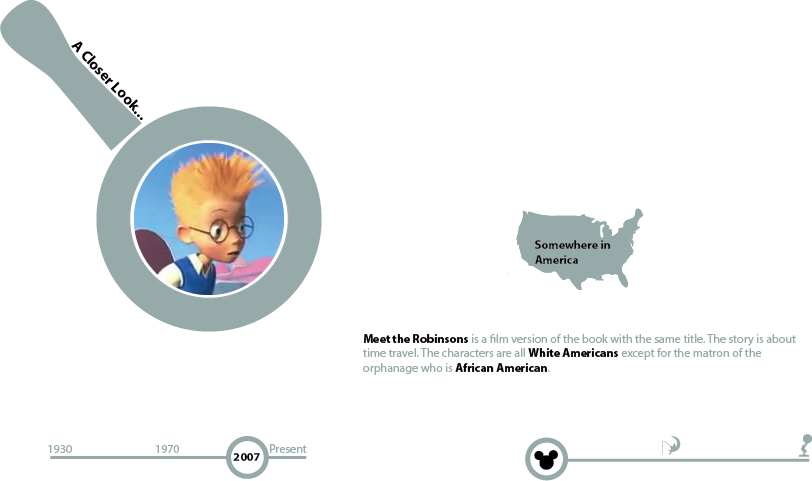 A Closer Look...
Somewhere in
America
Meet the Robinsons is a film version of the book with the same title. The story is about
time travel. The characters are all White Americans except for the matron of the
orphanage who is African American.
1930 1970 2007 Present